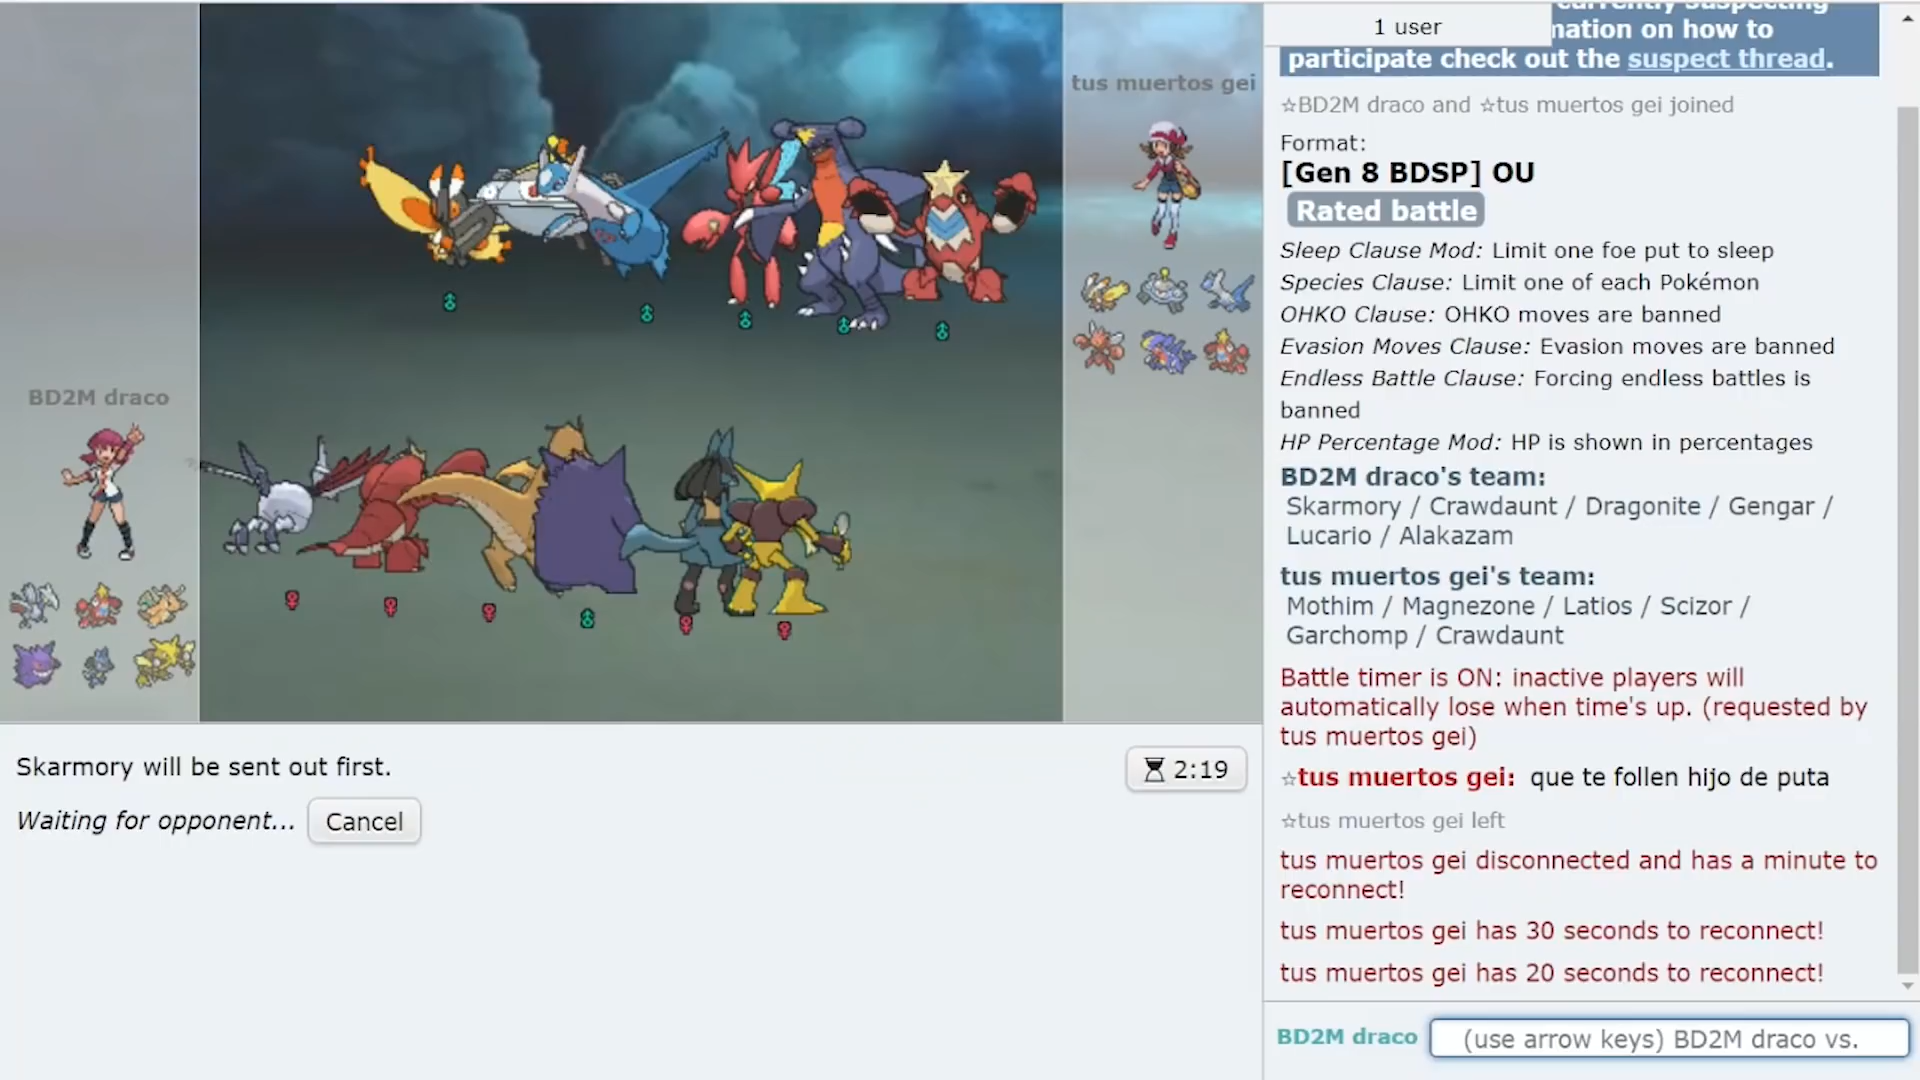 tus muertos gei
BD2M draco
Skarmory will be sent out first.
2:19
Waiting for opponent...
Cancel
1 user
currently suspecting
mation on how to
participate check out the suspect thread.
☆BD2M draco and ☆tus muertos gei joined
Format:
[Gen 8 BDSP] OU
Rated battle
Sleep Clause Mod: Limit one foe put to sleep
Species Clause: Limit one of each Pokémon
OHKO Clause: OHKO moves are banned
Evasion Moves Clause: Evasion moves are banned
Endless Battle Clause: Forcing endless battles is
banned
HP Percentage Mod: HP is shown in percentages
BD2M draco's team:
Skarmory / Crawdaunt / Dragonite / Gengar /
Lucario / Alakazam
tus muertos gei's team:
Mothim / Magnezone / Latios / Scizor /
Garchomp / Crawdaunt
Battle timer is ON: inactive players will
automatically lose when time's up. (requested by
tus muertos gei)
☆tus muertos gei: que te follen hijo de puta
☆tus muertos gei left
tus muertos gei disconnected and has a minute to
reconnect!
tus muertos gei has 30 seconds to reconnect!
tus muertos gei has 20 seconds to reconnect!
BD2M draco
(use arrow keys) BD2M draco vs.